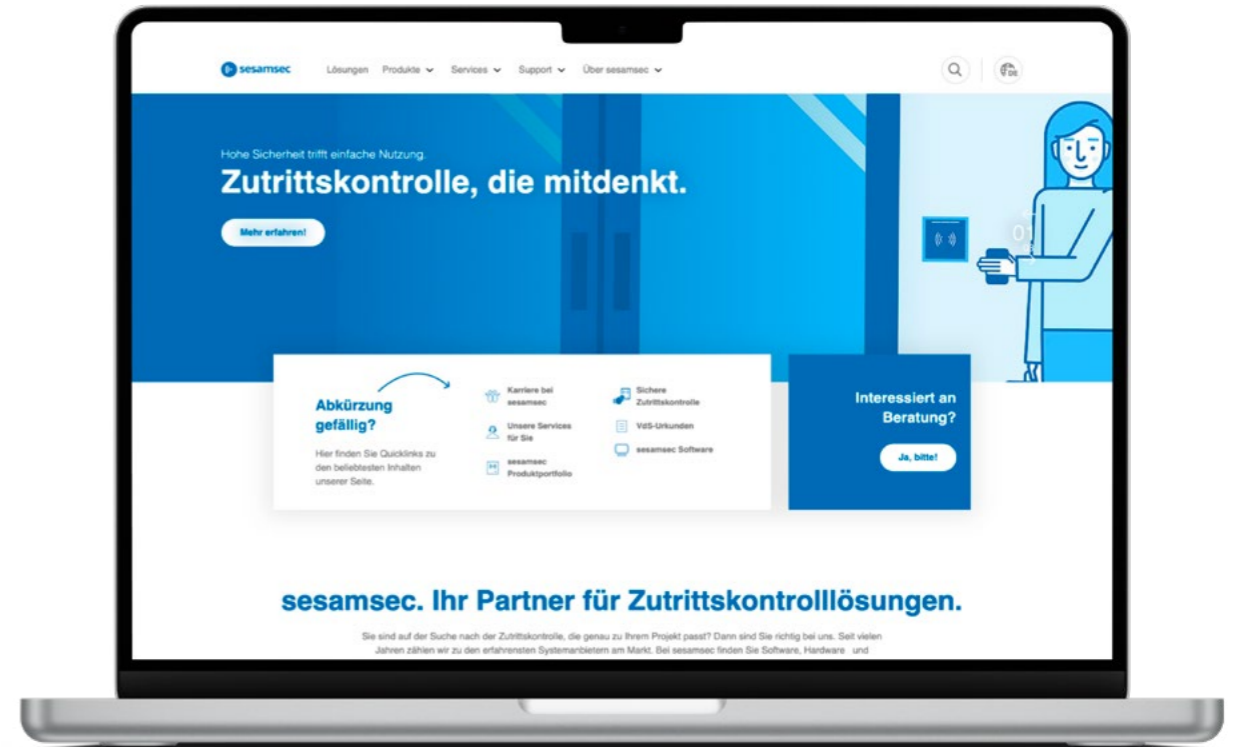 sesamsec
Lösungen Produkte Services Support Über sesamsec
DE
Hohe Sicherheit trifft einfache Nutzung.
Zutrittskontrolle, die mitdenkt.
Mehr erfahren!
01
Abkürzung
gefällig?
Hier finden Sie Quicklinks zu
den beliebtesten Inhalten
unserer Seite.
Karriere bei
sesamsec
Unsere Services
für Sie
sesamsec
Produktportfolio
Sichere
Zutrittskontrolle
VdS-Urkunden
sesamsec Software
Interessiert an
Beratung?
Ja, bitte!
sesamsec. Ihr Partner für Zutrittskontrolllösungen.
Sie sind auf der Suche nach der Zutrittskontrolle, die genau zu Ihrem Projekt passt? Dann sind Sie richtig bei uns. Seit vielen
Jahren zählen wir zu den erfahrensten Systemanbietern am Markt. Bei sesamsec finden Sie Software, Hardware und